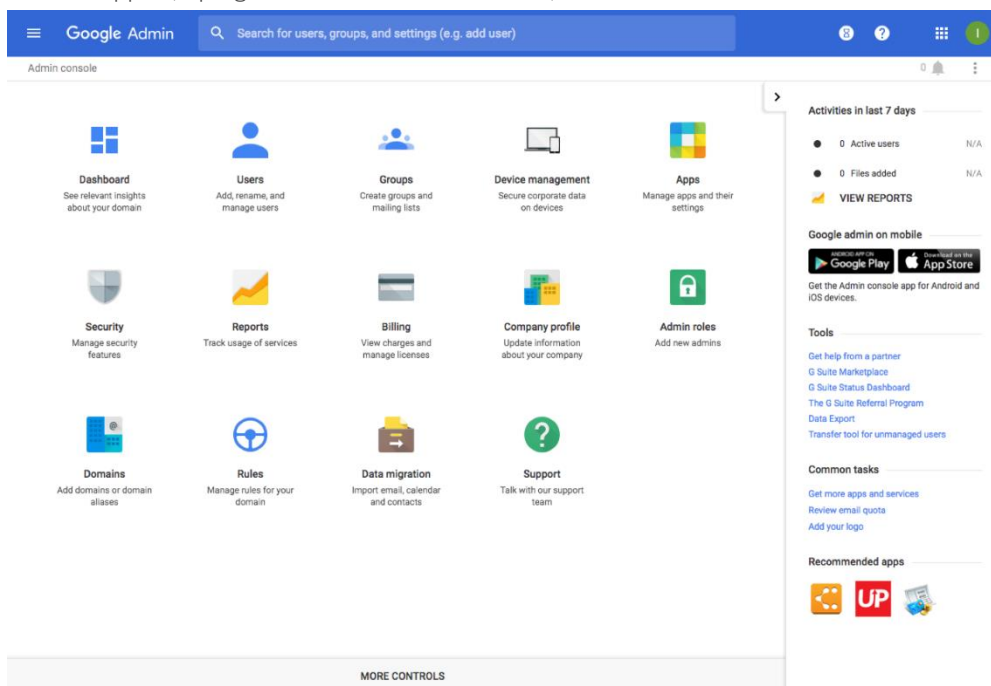 Google Admin
Search for users, groups, and settings (e.g. add user)
8
?
I
Admin console
0
Dashboard
See relevant insights
about your domain
Users
Add, rename, and
manage users
Groups
Create groups and
mailing lists
Device management
Secure corporate data
on devices
Apps
Manage apps and their
settings
Security
Manage security
features
Reports
Track usage of services
Billing
View charges and
manage licenses
Company profile
Update information
about your company
Admin roles
Add new admins
Domains
Add domains or domain
aliases
Rules
Manage rules for your
domain
Data migration
Import email, calendar
and contacts
?
Support
Talk with our support
team
MORE CONTROLS
Activities in last 7 days
0 Active users N/A
0 Files added N/A
VIEW REPORTS
Google admin on mobile
ANDROID APP ON
Google Play
Download on the
App Store
Get the Admin console app for Android and
iOS devices.
Tools
Get help from a partner
G Suite Marketplace
G Suite Status Dashboard
The G Suite Referral Program
Data Export
Transfer tool for unmanaged users
Common tasks
Get more apps and services
Review email quota
Add your logo
Recommended apps
UP